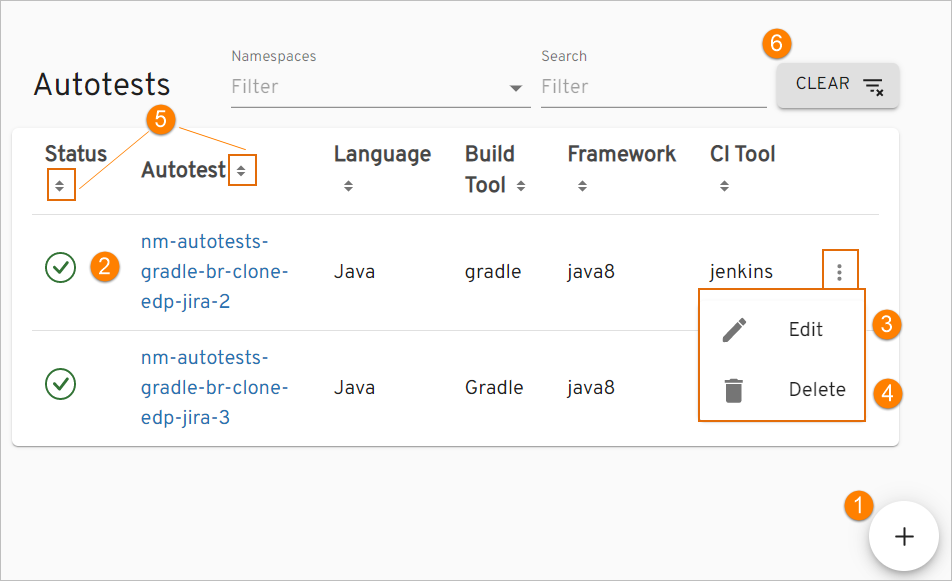 Autotests
Namespaces
Filter
Search
Filter
6
CLEAR
5
Status
Autotest
Language
Build
Tool
Framework
CI Tool
2
nm-autotests-
gradle-br-clone-
edp-jira-2
Java
gradle
java8
jenkins
Edit
3
Delete
4
nm-autotests-
gradle-br-clone-
edp-jira-3
Java
Gradle
java8
1